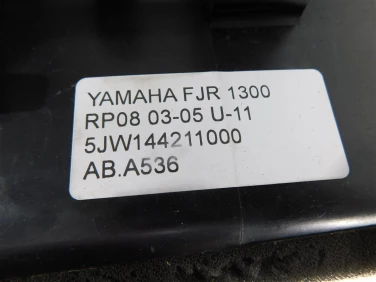 YAMAHA FJR 1300
RP08 03-05 U-11
5JW144211000
AB.A536